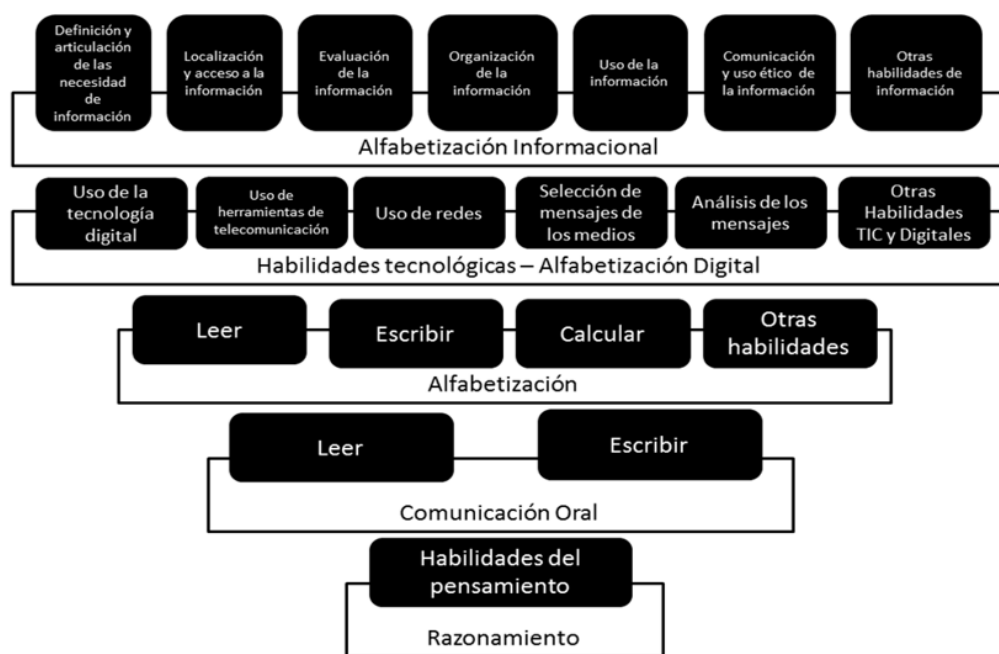 Definición y
articulación
de las
necesidad
de
información
Localización
y acceso a la
información
Evaluación
de la
información
Organización
de la
información
Uso de la
información
Comunicación
y uso ético de
la información
Otras
habilidades de
información
Alfabetización Informacional
Uso de la
tecnología
digital
Uso de
herramientas de
telecomunicación
Uso de redes
Selección de
mensajes de
los medios
Análisis de los
mensajes
Otras
Habilidades
TIC y Digitales
Habilidades tecnológicas – Alfabetización Digital
Leer
Escribir
Calcular
Otras
habilidades
Alfabetización
Leer
Escribir
Comunicación Oral
Habilidades del
pensamiento
Razonamiento